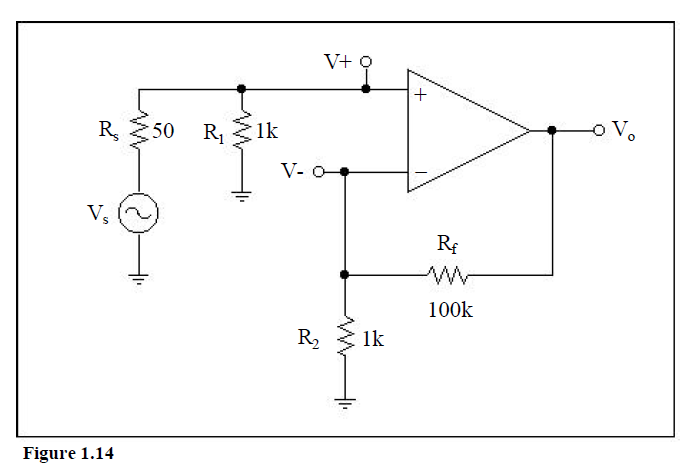 V+
+
Rs 50 R1 1k
Vo
V-
−
Vs
Rf
100k
R2 1k
Figure 1.14